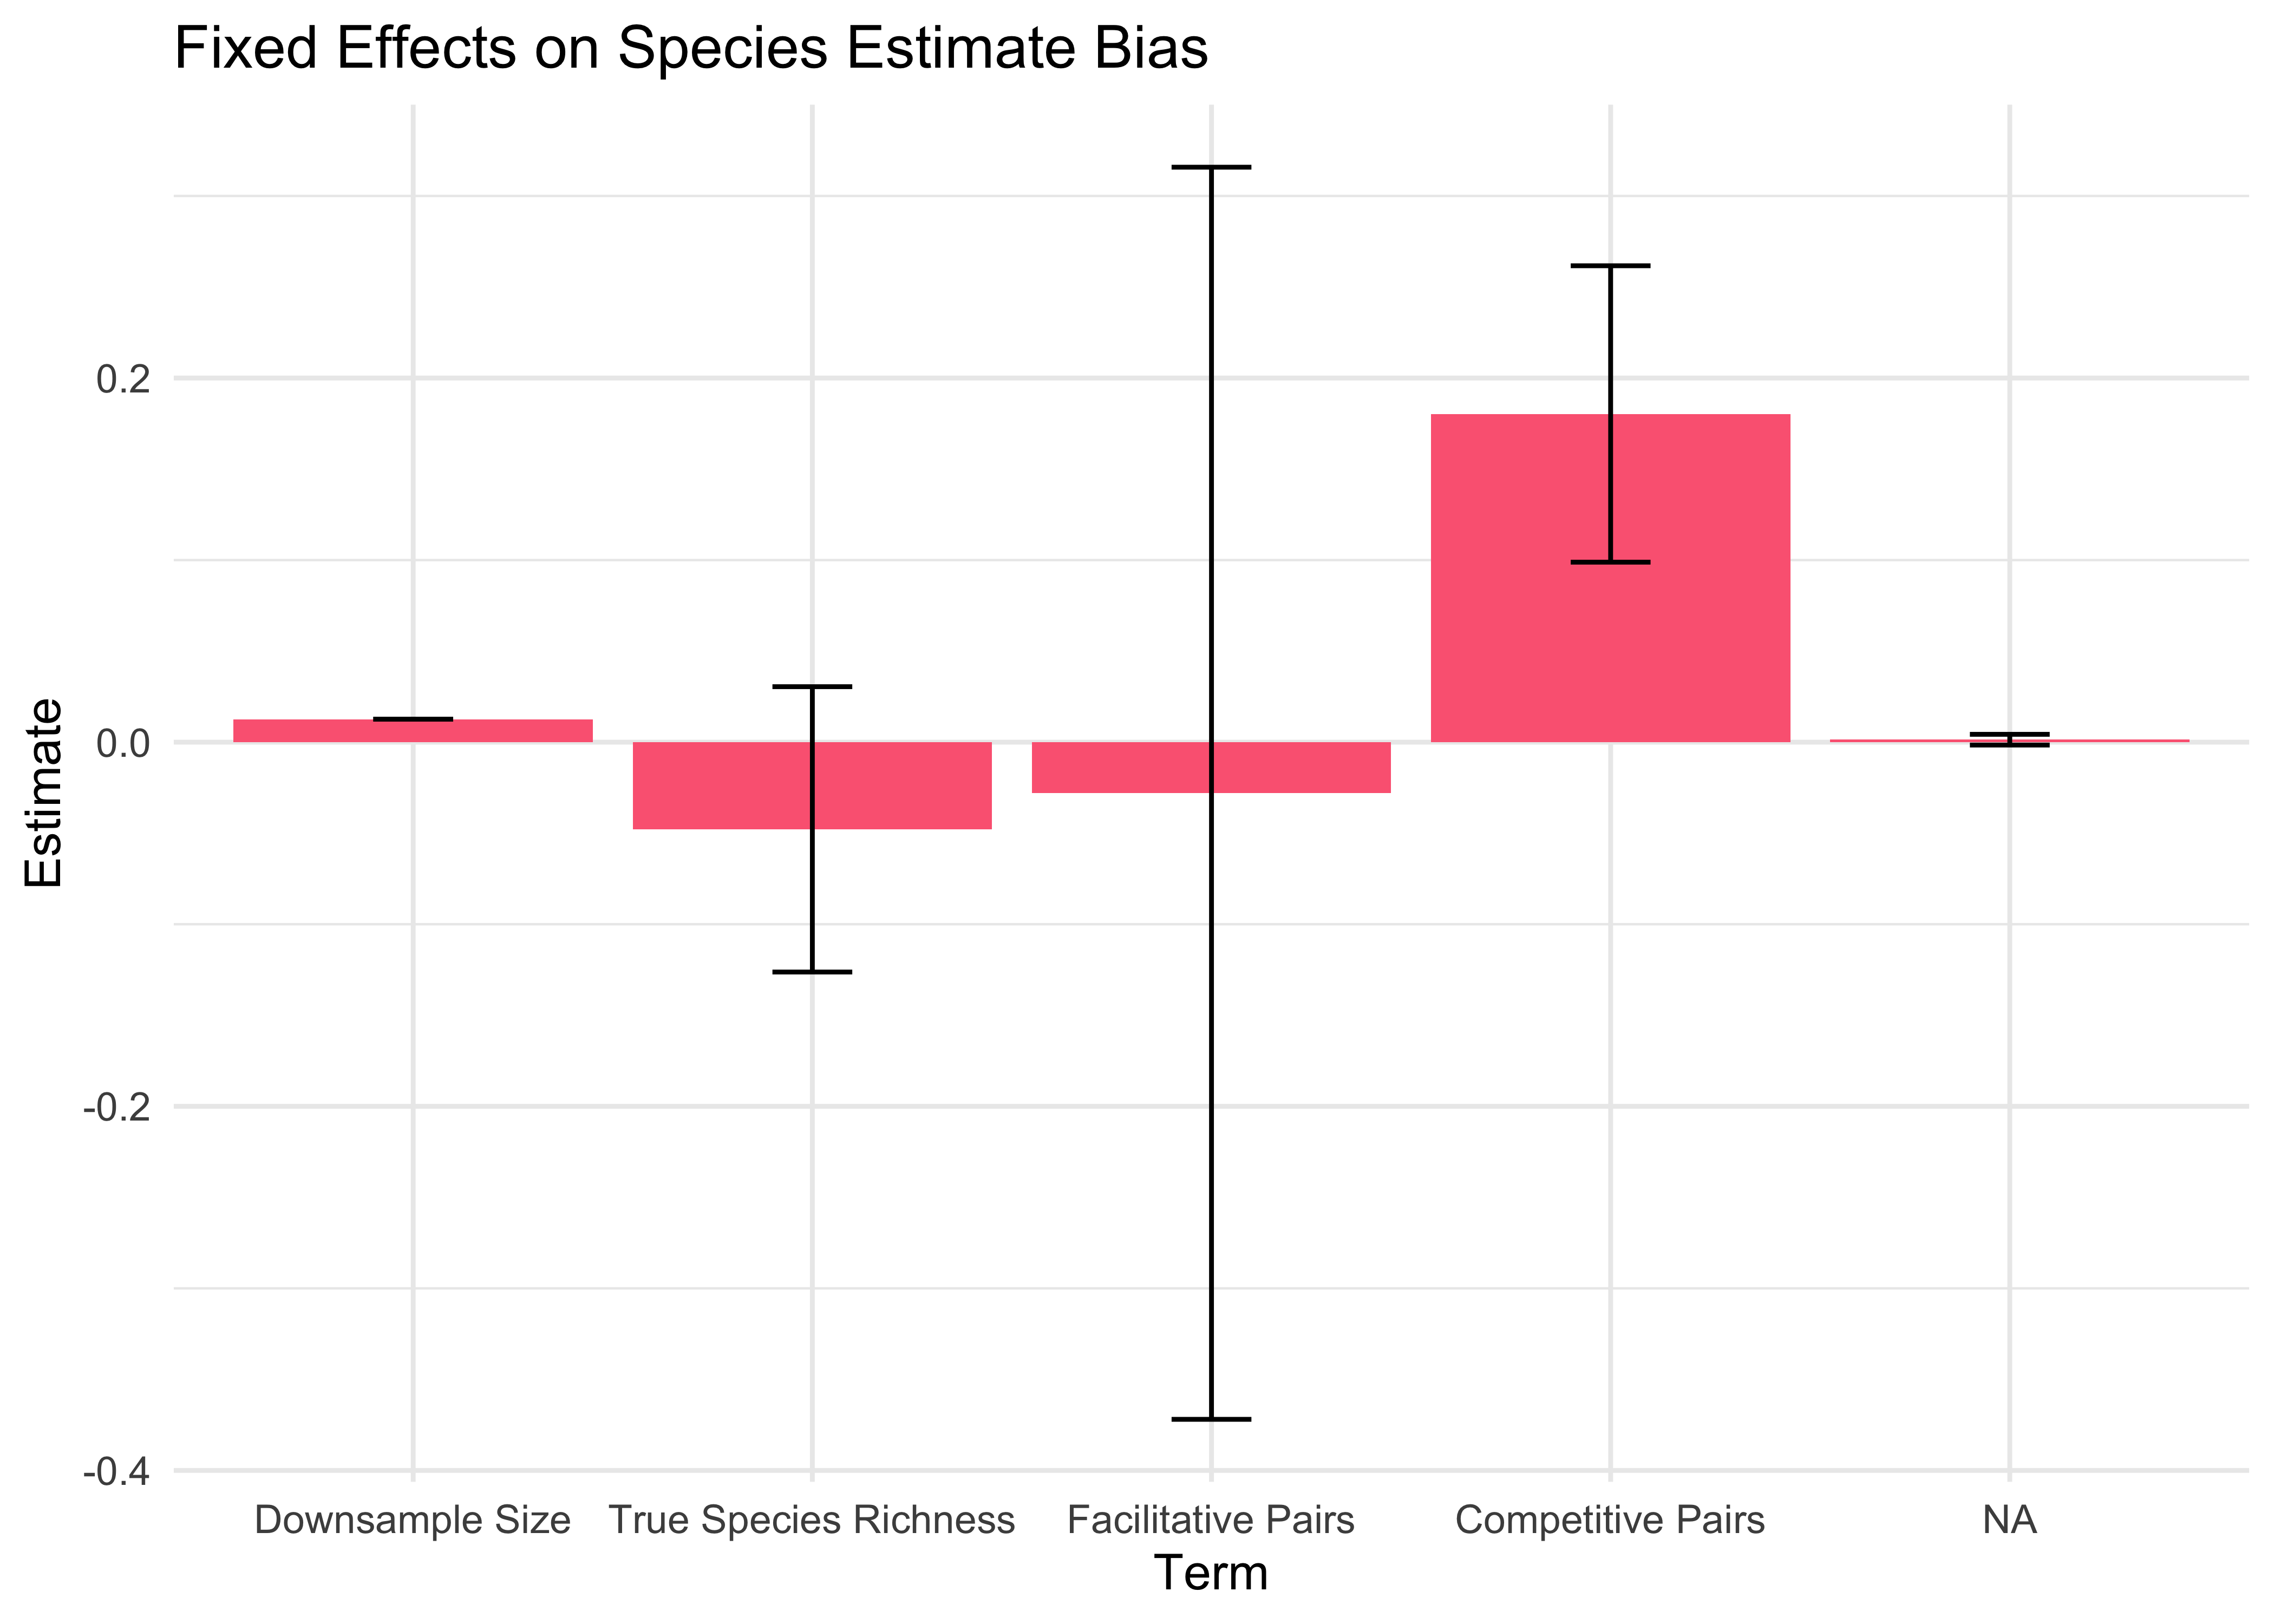 Fixed Effects on Species Estimate Bias
Estimate
0.2
0.0
-0.2
-0.4
Downsample Size True Species Richness Facilitative Pairs Competitive Pairs NA
Term